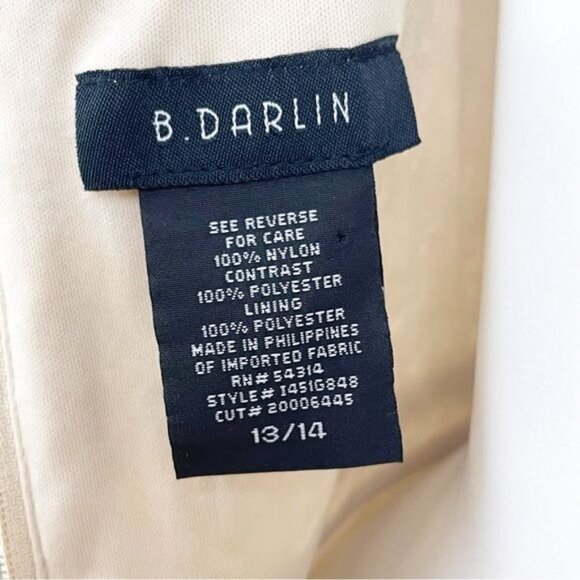 B.DARLIN
SEE REVERSE
FOR CARE
100% NYLON
CONTRAST
100% POLYESTER
LINING
100% POLYESTER
MADE IN PHILIPPINES
OF IMPORTED FABRIC
RN# 54314
STYLE# I451G848
CUT# 20006445
13/14